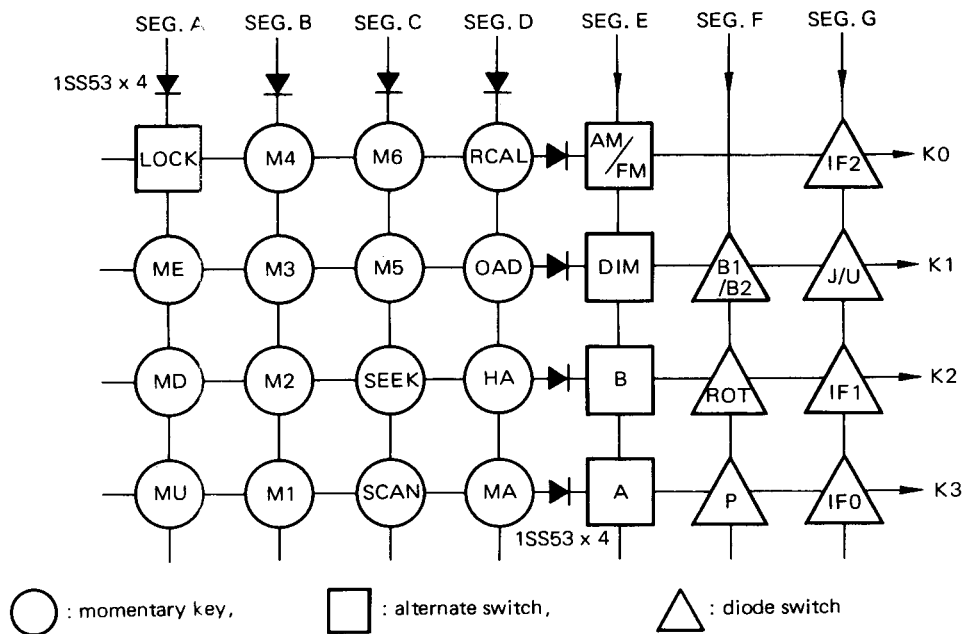 SEG. A SEG. B SEG. C SEG. D SEG. E SEG. F SEG. G
1SS53 x 4
LOCK M4 M6 RCAL AM/FM IF2 K0
ME M3 M5 OAD DIM B1/B2 J/U K1
MD M2 SEEK HA B ROT IF1 K2
MU M1 SCAN MA A P IF0 K3
1SS53 x 4
: momentary key, : alternate switch, : diode switch